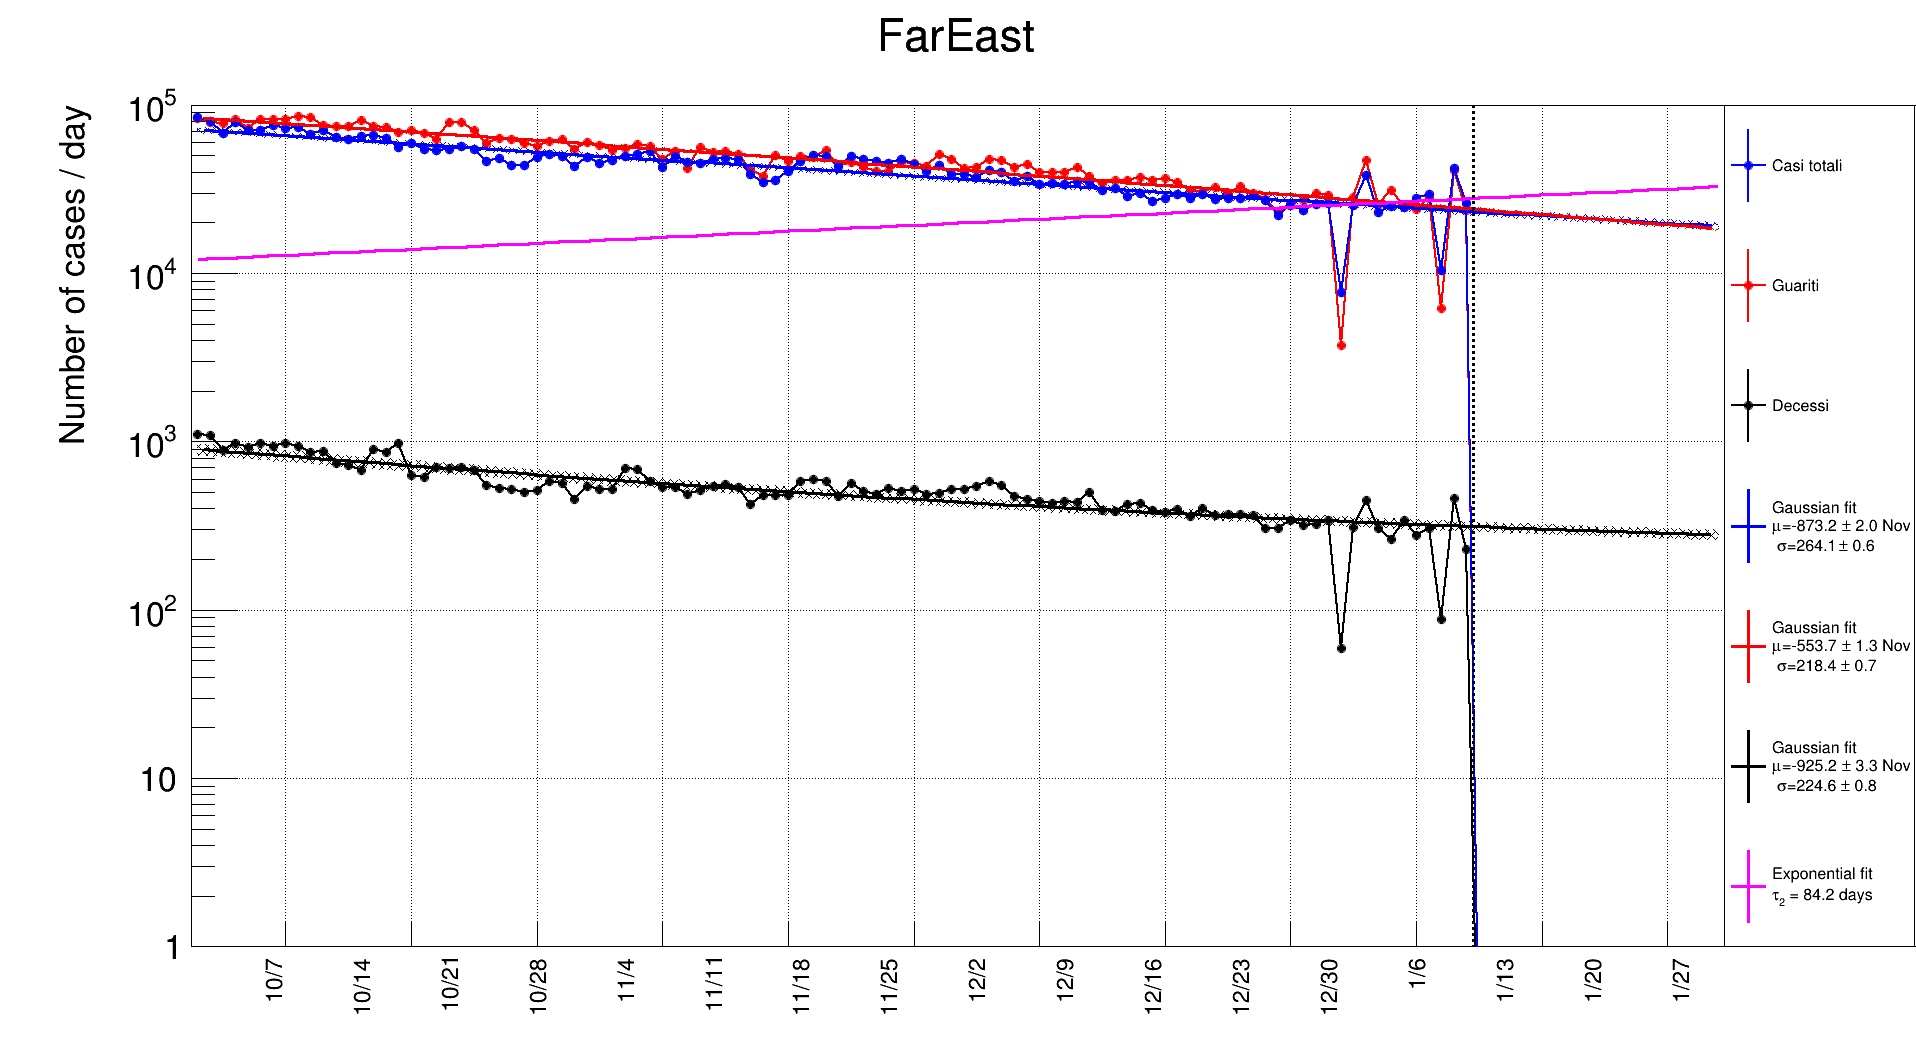 FarEast
Number of cases / day
10^5
10^4
10^3
10^2
10
1
10/7
10/14
10/21
10/28
11/4
11/11
11/18
11/25
12/2
12/9
12/16
12/23
12/30
1/6
1/13
1/20
1/27
Casi totali
Guariti
Decessi
Gaussian fit
μ=-873.2 ± 2.0 Nov
σ=264.1 ± 0.6
Gaussian fit
μ=-553.7 ± 1.3 Nov
σ=218.4 ± 0.7
Gaussian fit
μ=-925.2 ± 3.3 Nov
σ=224.6 ± 0.8
Exponential fit
τ2 = 84.2 days